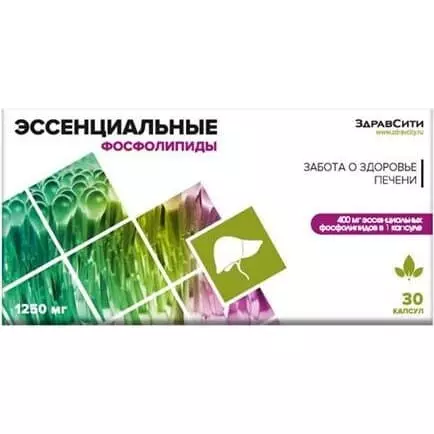 ЭССЕНЦИАЛЬНЫЕ
ФОСФОЛИПИДЫ
ЗДРАВСИТИ
www.zdravcity.ru
ЗАБОТА О ЗДОРОВЬЕ
ПЕЧЕНИ
400 мг эссенциальных
фосфолипидов в 1 капсуле
1250 мг
30
КАПСУЛ